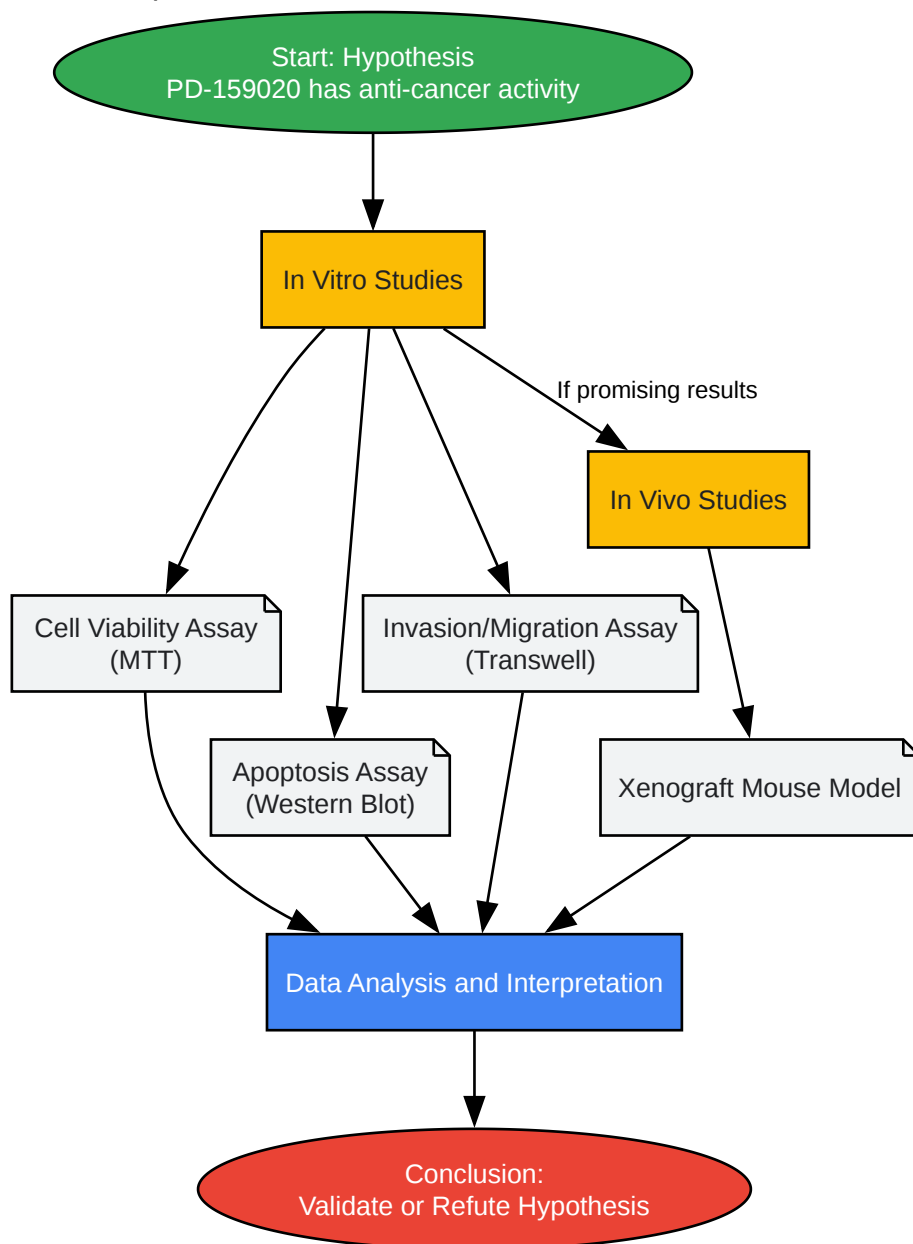 Start: Hypothesis
PD-159020 has anti-cancer activity
In Vitro Studies
If promising results
In Vivo Studies
Cell Viability Assay
(MTT)
Invasion/Migration Assay
(Transwell)
Apoptosis Assay
(Western Blot)
Xenograft Mouse Model
Data Analysis and Interpretation
Conclusion:
Validate or Refute Hypothesis